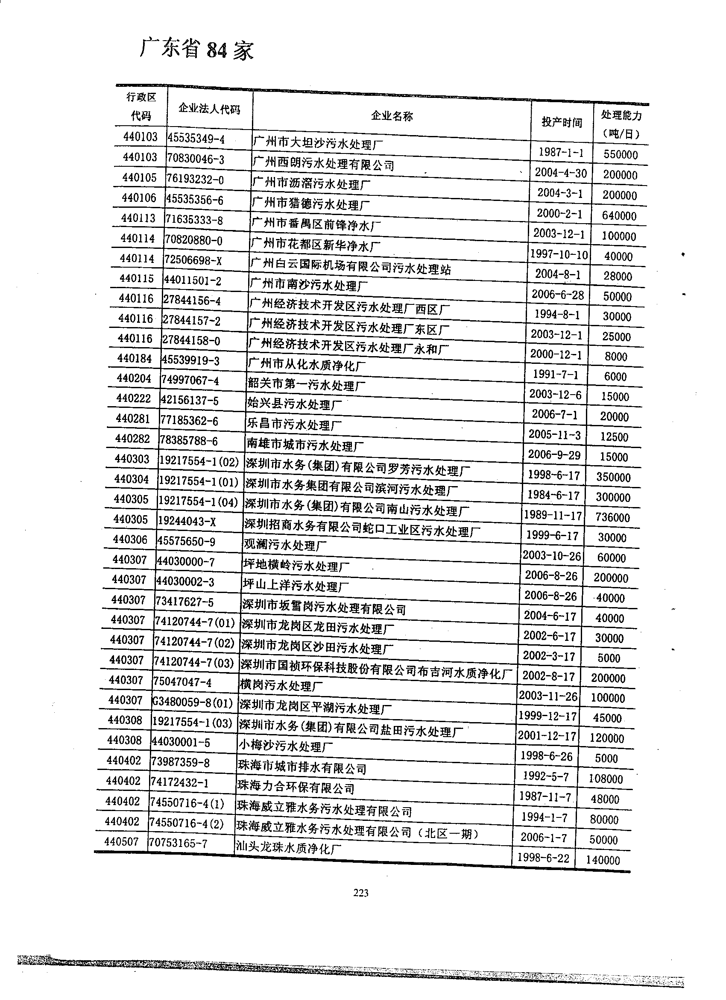 广东省 84 家
行政区代码 企业法人代码 企业名称 投产时间 处理能力（吨/日）
440103 45535349-4 广州市大坦沙污水处理厂 1987-1-1 550000
440103 70830046-3 广州西朗污水处理有限公司 2004-4-30 200000
440105 76193232-0 广州市沥滘污水处理厂 2004-3-1 200000
440106 45535356-6 广州市猎德污水处理厂 2000-2-1 640000
440113 71635333-8 广州市番禺区前锋净水厂 2003-12-1 100000
440114 70820880-0 广州市花都区新华净水厂 1997-10-10 40000
440114 72506698-X 广州白云国际机场有限公司污水处理站 2004-8-1 28000
440115 44011501-2 广州市南沙污水处理厂 2006-6-28 50000
440116 27844156-4 广州经济技术开发区污水处理厂西区厂 1994-8-1 30000
440116 27844157-2 广州经济技术开发区污水处理厂东区厂 2003-12-1 25000
440116 27844158-0 广州经济技术开发区污水处理厂永和厂 2000-12-1 8000
440184 45539919-3 广州市从化水质净化厂 1991-7-1 6000
440204 74997067-4 韶关市第一污水处理厂 2003-12-6 15000
440222 42156137-5 始兴县污水处理厂 2006-7-1 20000
440281 77185362-6 乐昌市污水处理厂 2005-11-3 12500
440282 78385788-6 南雄市城市污水处理厂 2006-9-29 15000
440303 19217554-1(02) 深圳市水务(集团)有限公司罗芳污水处理厂 1998-6-17 350000
440304 19217554-1(01) 深圳市水务集团有限公司滨河污水处理厂 1984-6-17 300000
440305 19217554-1(04) 深圳市水务(集团)有限公司南山污水处理厂 1989-11-17 736000
440305 19244043-X 深圳招商水务有限公司蛇口工业区污水处理厂 1999-6-17 30000
440306 45575650-9 观澜污水处理厂 2003-10-26 60000
440307 44030000-7 坪地横岭污水处理厂 2006-8-26 200000
440307 44030002-3 坪山上洋污水处理厂 2006-8-26 40000
440307 73417627-5 深圳市坂雪岗污水处理有限公司 2004-6-17 40000
440307 74120744-7(01) 深圳市龙岗区龙田污水处理厂 2002-6-17 30000
440307 74120744-7(02) 深圳市龙岗区沙田污水处理厂 2002-3-17 5000
440307 74120744-7(03) 深圳市国祯环保科技股份有限公司布吉河水质净化厂 2002-8-17 200000
440307 75047047-4 横岗污水处理厂 2003-11-26 100000
440307 G3480059-8(01) 深圳市龙岗区平湖污水处理厂 1999-12-17 45000
440308 19217554-1(03) 深圳市水务(集团)有限公司盐田污水处理厂 2001-12-17 120000
440308 44030001-5 小梅沙污水处理厂 1998-6-26 5000
440402 73987359-8 珠海市城市排水有限公司 1992-5-7 108000
440402 74172432-1 珠海力合环保有限公司 1987-11-7 48000
440402 74550716-4(1) 珠海威立雅水务污水处理有限公司 1994-1-7 80000
440402 74550716-4(2) 珠海威立雅水务污水处理有限公司（北区一期） 2006-1-7 50000
440507 70753165-7 汕头龙珠水质净化厂 1998-6-22 140000
223